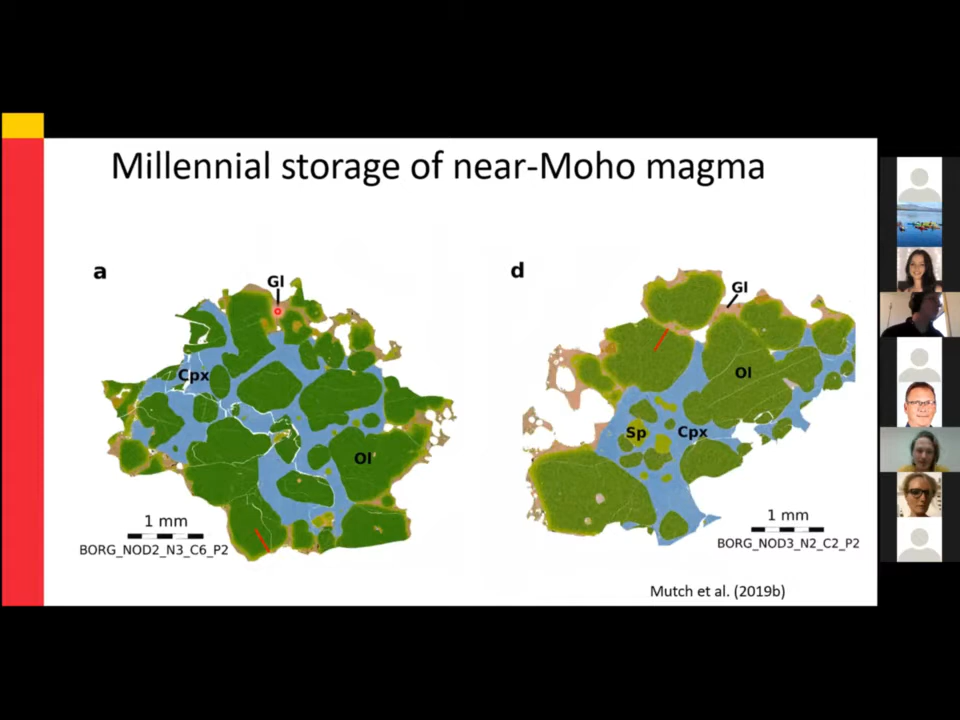 Millennial storage of near-Moho magma
a
Gl
Cpx
Ol
1 mm
BORG_NOD2_N3_C6_P2
d
Gl
Ol
Sp
Cpx
1 mm
BORG_NOD3_N2_C2_P2
Mutch et al. (2019b)